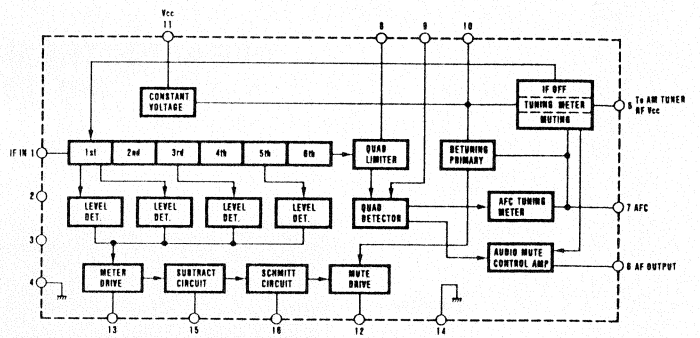 Vcc
11
8
9
10
CONSTANT
VOLTAGE
IF OFF
TUNING METER
MUTING
5
To AM TUNER
RF Vcc
IF IN 1
1st
2nd
3rd
4th
5th
6th
QUAD
LIMITER
DETUNING
PRIMARY
2
LEVEL
DET.
LEVEL
DET.
LEVEL
DET.
LEVEL
DET.
QUAD
DETECTOR
AFC TUNING
METER
7 AFC
3
AUDIO MUTE
CONTROL AMP
6 AF OUTPUT
4
METER
DRIVE
SUBTRACT
CIRCUIT
SCHMITT
CIRCUIT
MUTE
DRIVE
13
15
16
12
14